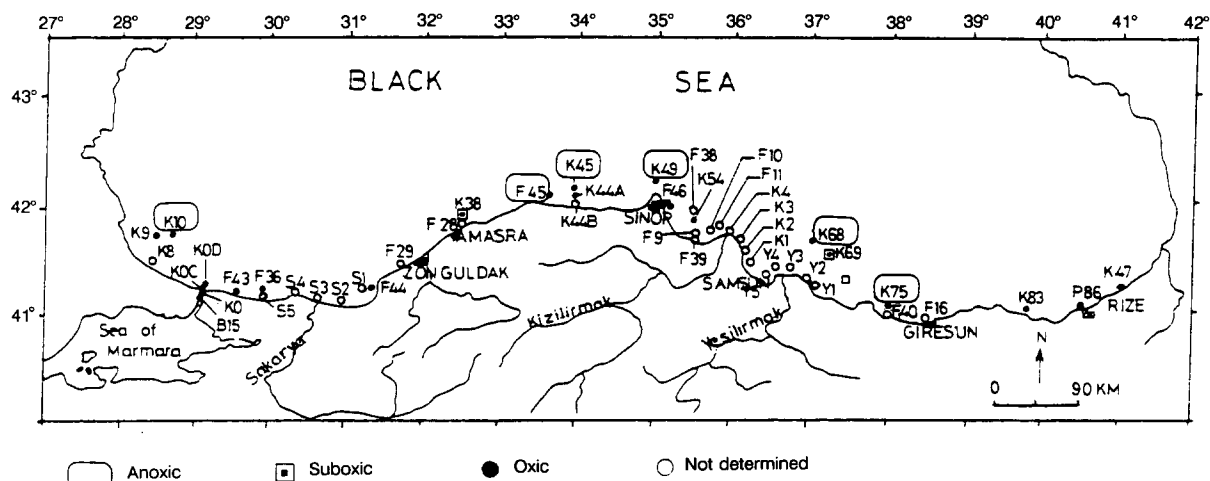 27° 28° 29° 30° 31° 32° 33° 34° 35° 36° 37° 38° 39° 40° 41° 42°
43°
BLACK SEA
42°
41°
K10
K9
K8
K0D
K0C
K0
B15
F43
F36
S5
S4
S3
S2
S1
F44
F29
ZONGULDAK
F28
K38
AMASRA
F45
K45
K44A
K44B
K49
F46
SINOP
F38
K54
F9
F39
F10
F11
K4
K3
K2
K1
SAMSUN
Y5
Y4
Y3
Y2
Y1
K68
K69
K75
F40
F16
GIRESUN
K83
P86
K47
RIZE
Sea of
Marmara
Sakarya
Kizilirmak
Yesilirmak
N
0 90 KM
Anoxic
Suboxic
Oxic
Not determined